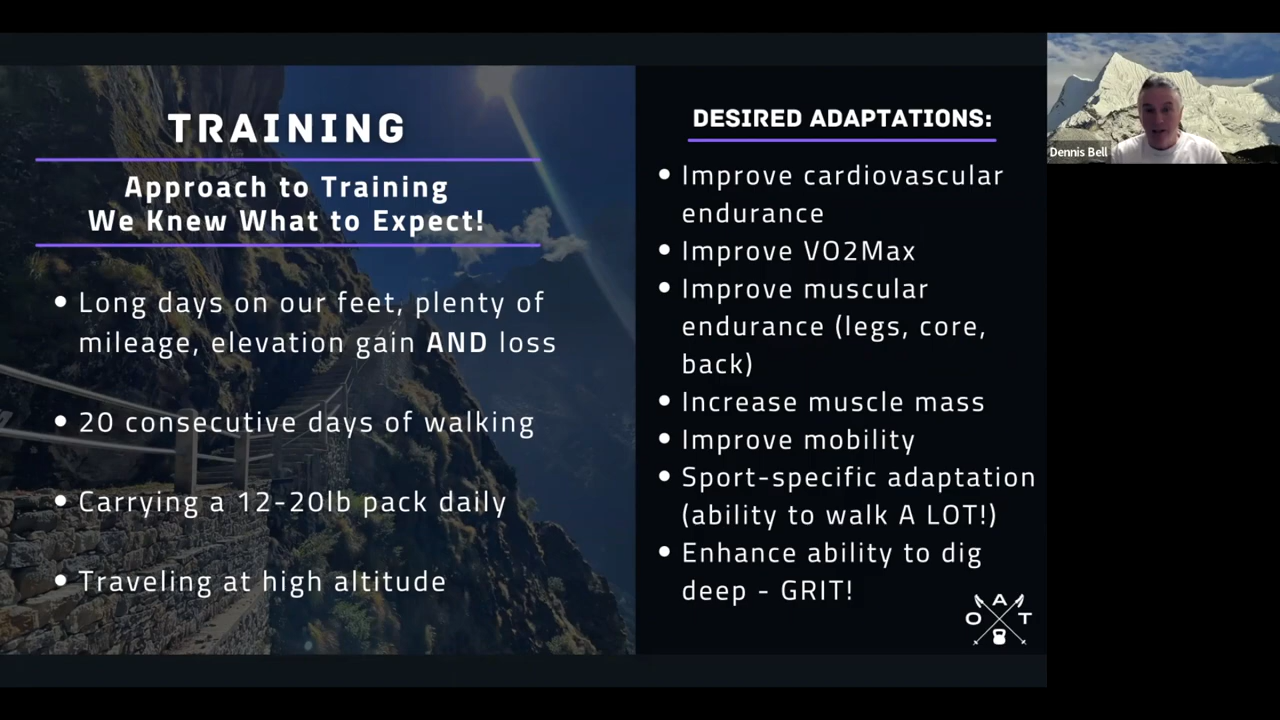 TRAINING
Approach to Training
We Knew What to Expect!
• Long days on our feet, plenty of
mileage, elevation gain AND loss
• 20 consecutive days of walking
• Carrying a 12-20lb pack daily
• Traveling at high altitude
DESIRED ADAPTATIONS:
• Improve cardiovascular
endurance
• Improve VO2Max
• Improve muscular
endurance (legs, core,
back)
• Increase muscle mass
• Improve mobility
• Sport-specific adaptation
(ability to walk A LOT!)
• Enhance ability to dig
deep - GRIT!
A
O T
Dennis Bell